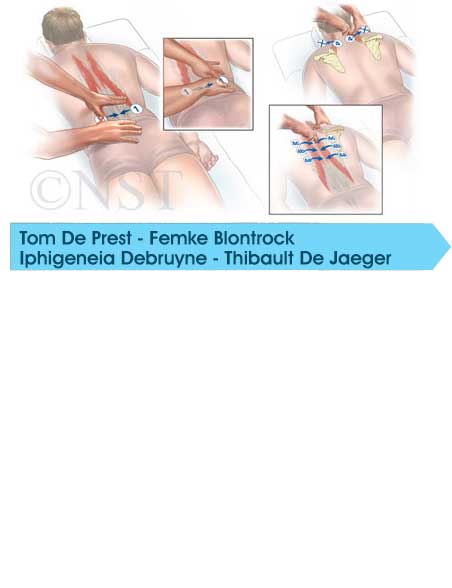 ©NST
Tom De Prest - Femke Blontrock
Iphigeneia Debruyne - Thibault De Jaeger